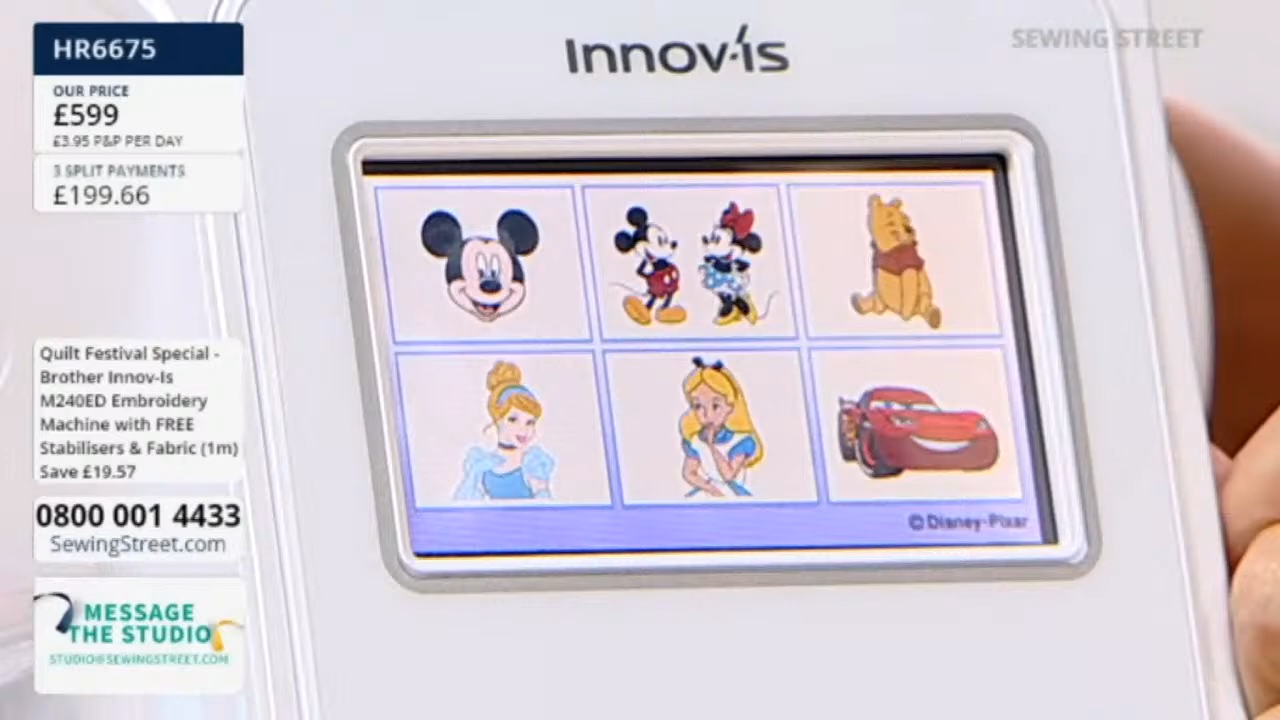 HR6675
OUR PRICE
£599
£3.95 P&P PER DAY
3 SPLIT PAYMENTS
£199.66
Quilt Festival Special -
Brother Innov-Is
M240ED Embroidery
Machine with FREE
Stabilisers & Fabric (1m)
Save £19.57
0800 001 4433
SewingStreet.com
MESSAGE
THE STUDIO
STUDIO@SEWINGSTREET.COM
Innov-ís
SEWING STREET
©Disney·Pixar